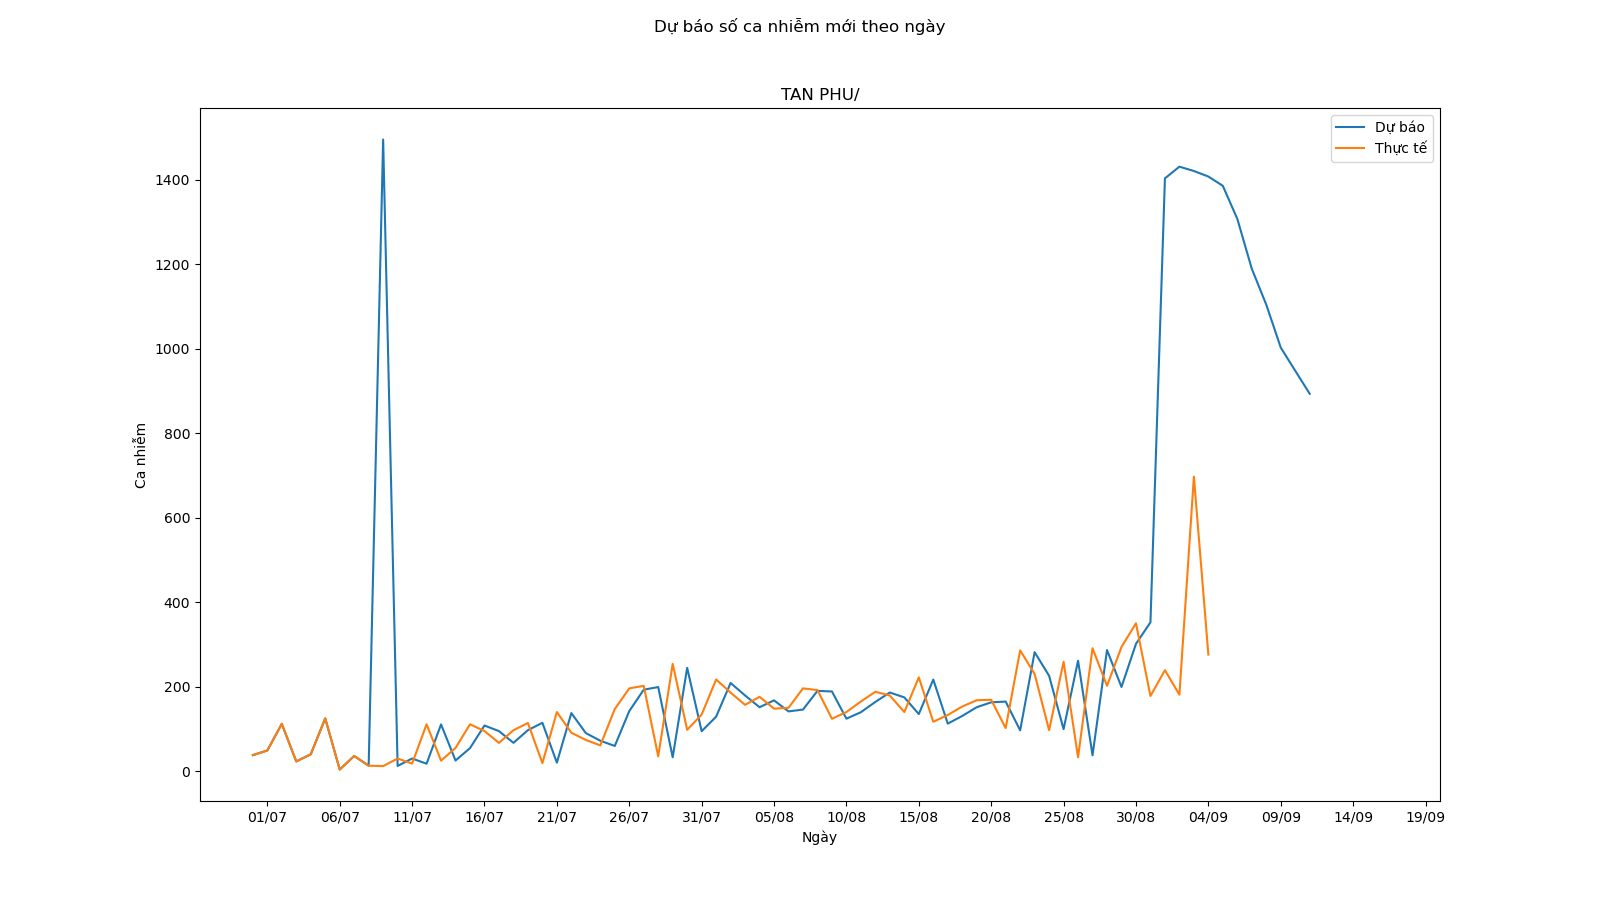 Dự báo số ca nhiễm mới theo ngày
TAN PHU/
Dự báo
Thực tế
1400
1200
1000
800
600
400
200
0
Ca nhiễm
01/07 06/07 11/07 16/07 21/07 26/07 31/07 05/08 10/08 15/08 20/08 25/08 30/08 04/09 09/09 14/09 19/09
Ngày